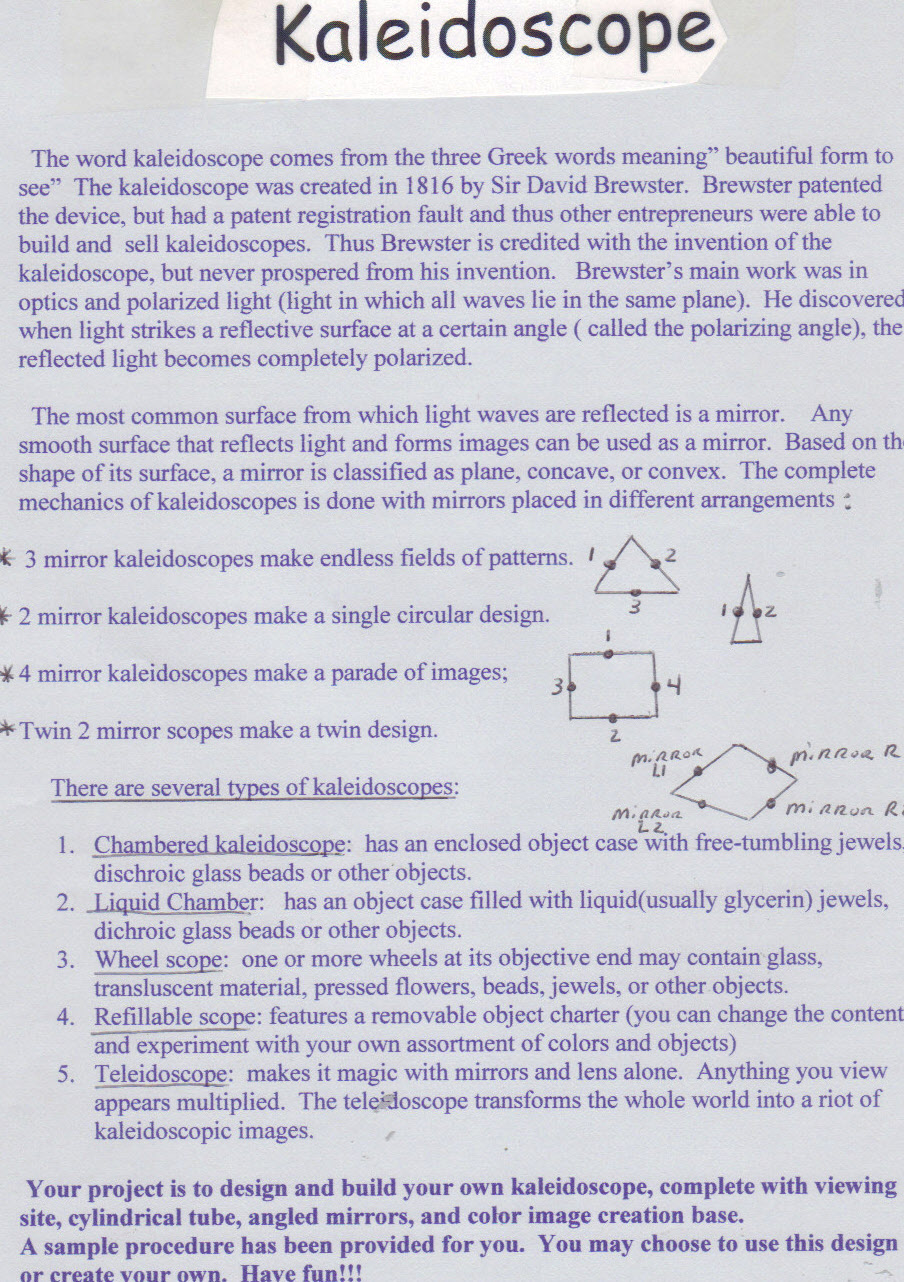 Kaleidoscope
The word kaleidoscope comes from the three Greek words meaning” beautiful form to
see” The kaleidoscope was created in 1816 by Sir David Brewster. Brewster patented
the device, but had a patent registration fault and thus other entrepreneurs were able to
build and sell kaleidoscopes. Thus Brewster is credited with the invention of the
kaleidoscope, but never prospered from his invention. Brewster’s main work was in
optics and polarized light (light in which all waves lie in the same plane). He discovered
when light strikes a reflective surface at a certain angle ( called the polarizing angle), the
reflected light becomes completely polarized.
The most common surface from which light waves are reflected is a mirror. Any
smooth surface that reflects light and forms images can be used as a mirror. Based on the
shape of its surface, a mirror is classified as plane, concave, or convex. The complete
mechanics of kaleidoscopes is done with mirrors placed in different arrangements :
* 3 mirror kaleidoscopes make endless fields of patterns. 1 2
3
* 2 mirror kaleidoscopes make a single circular design. 1 2
1
* 4 mirror kaleidoscopes make a parade of images; 3 4
2
* Twin 2 mirror scopes make a twin design.
MIRROR L1 MIRROR R
MIRROR L2 MIRROR R
There are several types of kaleidoscopes:
1. Chambered kaleidoscope: has an enclosed object case with free-tumbling jewels,
dischroic glass beads or other objects.
2. Liquid Chamber: has an object case filled with liquid(usually glycerin) jewels,
dichroic glass beads or other objects.
3. Wheel scope: one or more wheels at its objective end may contain glass,
transluscent material, pressed flowers, beads, jewels, or other objects.
4. Refillable scope: features a removable object charter (you can change the content
and experiment with your own assortment of colors and objects)
5. Teleidoscope: makes it magic with mirrors and lens alone. Anything you view
appears multiplied. The teleidoscope transforms the whole world into a riot of
kaleidoscopic images.
Your project is to design and build your own kaleidoscope, complete with viewing
site, cylindrical tube, angled mirrors, and color image creation base.
A sample procedure has been provided for you. You may choose to use this design
or create your own. Have fun!!!